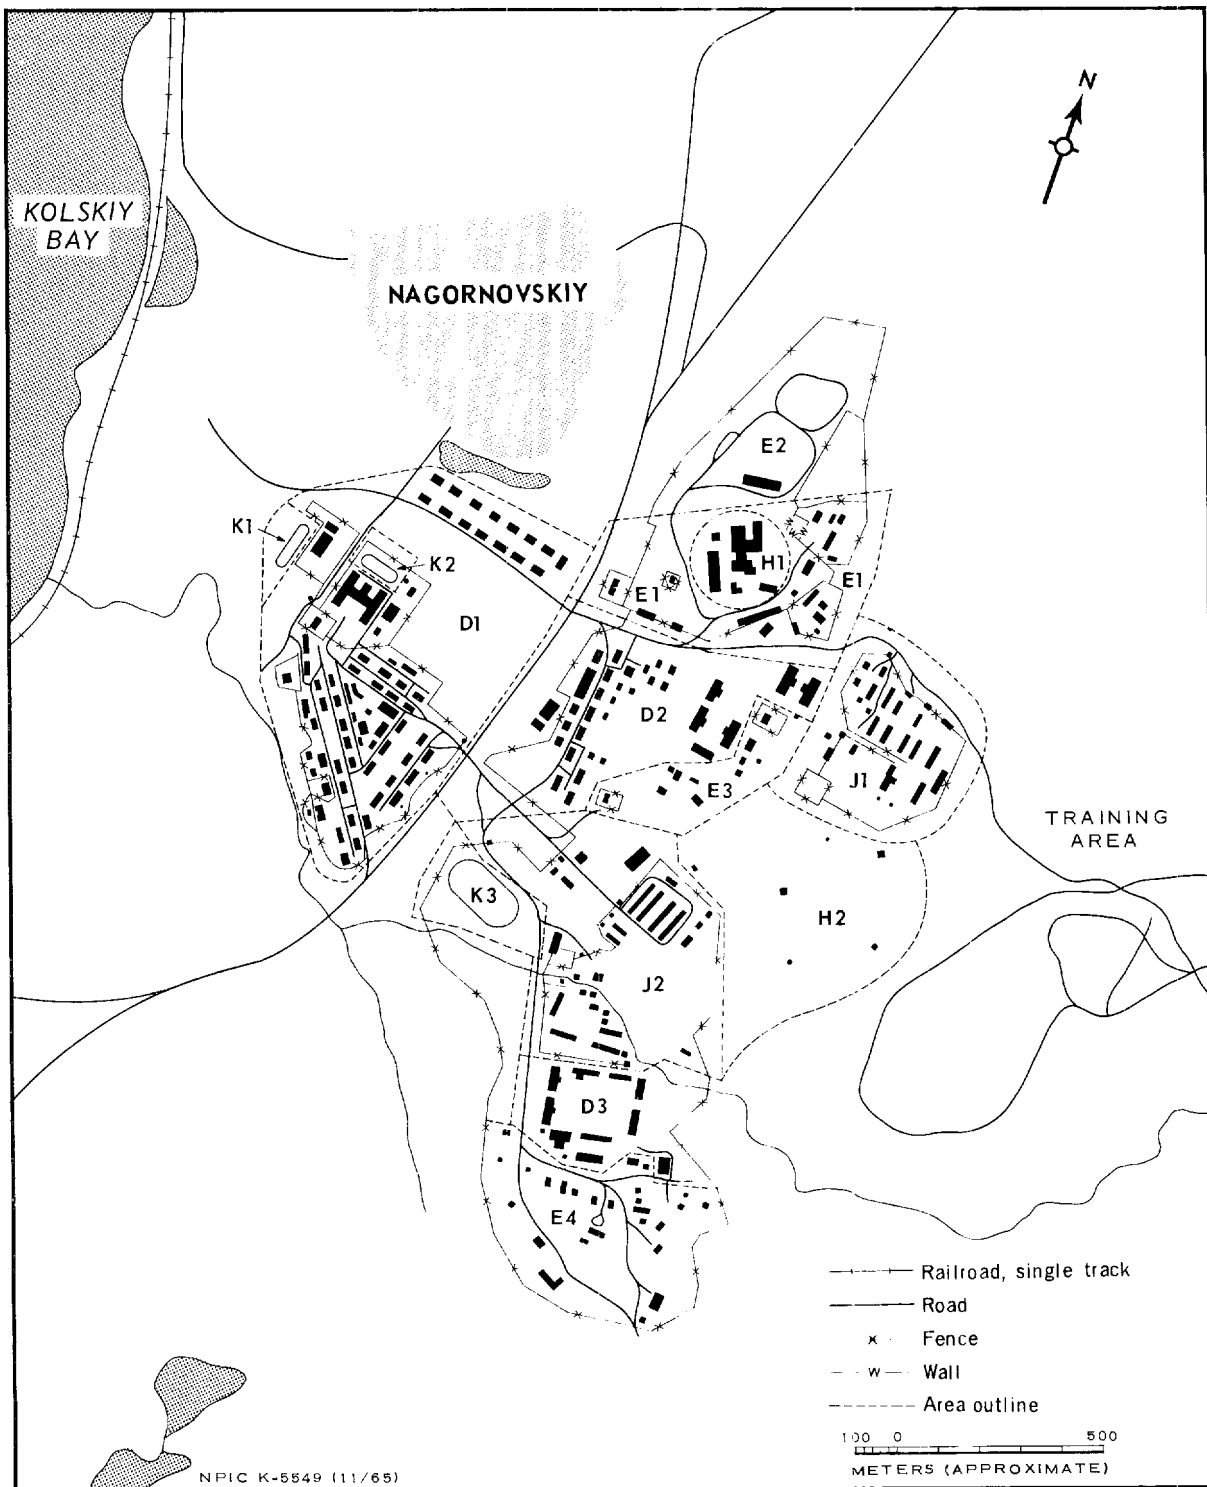 N
KOLSKIY
BAY
NAGORNOVSKIY
E2
K1
K2
H1
E1
E1
D1
D2
E3
J1
TRAINING
AREA
K3
H2
J2
D3
E4
Railroad, single track
Road
x Fence
w Wall
Area outline
100 0 500
METERS (APPROXIMATE)
NPIC K-5549 (11/65)